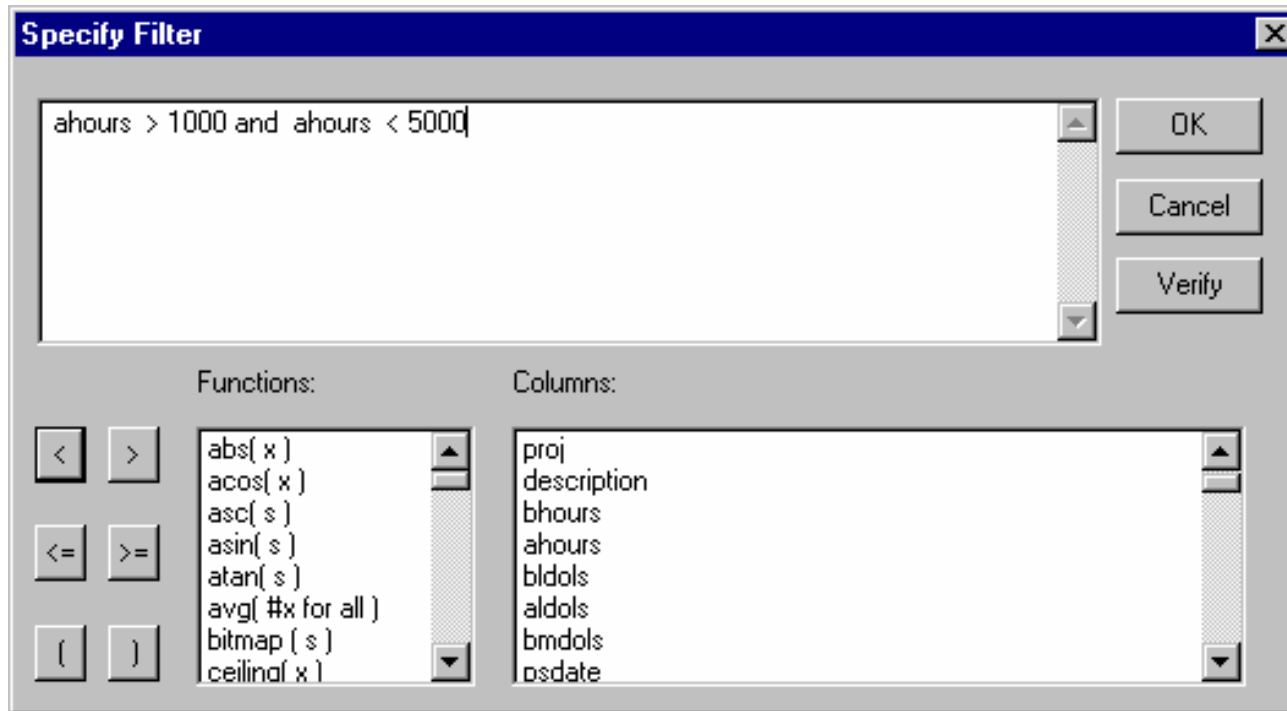 Specify Filter
ahours > 1000 and ahours < 5000
OK
Cancel
Verify
Functions:
Columns:
< >
<= >=
( )
abs( x )
acos( x )
asc( s )
asin( s )
atan( s )
avg( #x for all )
bitmap ( s )
ceiling( x )
proj
description
bhours
ahours
bldols
aldols
bmdols
psdate